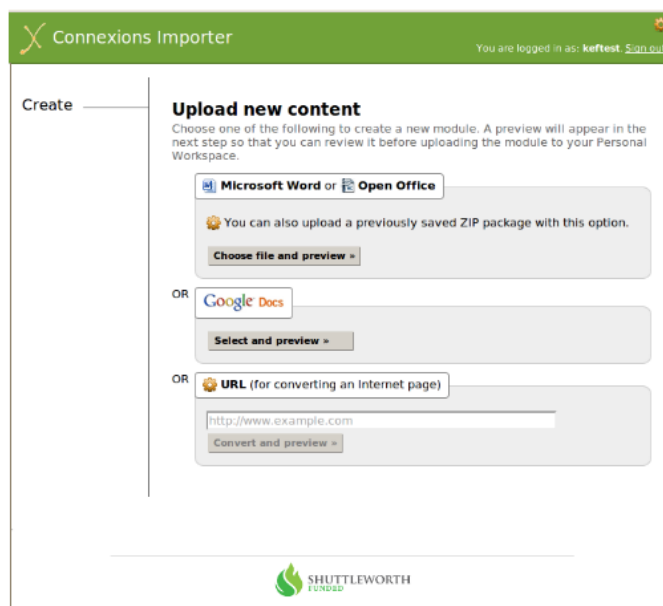 Connexions Importer
You are logged in as: keftest. Sign out
Create
Upload new content
Choose one of the following to create a new module. A preview will appear in the
next step so that you can review it before uploading the module to your Personal
Workspace.
Microsoft Word or Open Office
You can also upload a previously saved ZIP package with this option.
Choose file and preview »
OR
Google Docs
Select and preview »
OR
URL (for converting an Internet page)
http://www.example.com
Convert and preview »
SHUTTLEWORTH
FUNDED